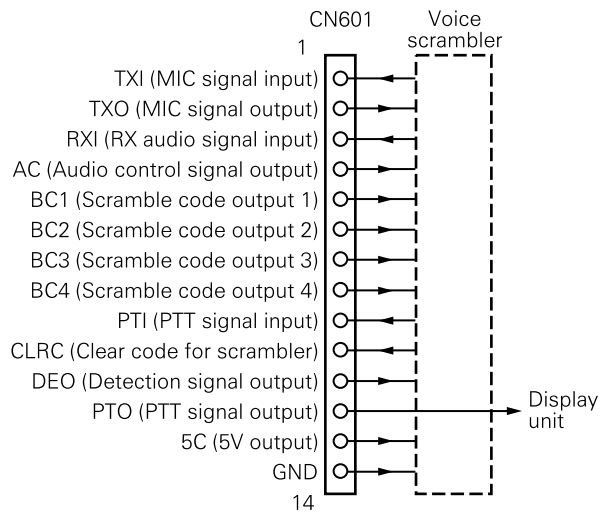 CN601
Voice
scrambler
1
TXI (MIC signal input)
TXO (MIC signal output)
RXI (RX audio signal input)
AC (Audio control signal output)
BC1 (Scramble code output 1)
BC2 (Scramble code output 2)
BC3 (Scramble code output 3)
BC4 (Scramble code output 4)
PTI (PTT signal input)
CLRC (Clear code for scrambler)
DEO (Detection signal output)
PTO (PTT signal output)
Display
unit
5C (5V output)
GND
14